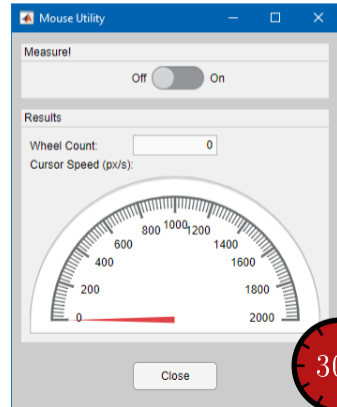 Mouse Utility
Measure!
Off On
Results
Wheel Count: 0
Cursor Speed (px/s):
0
200
400
600
800
1000
1200
1400
1600
1800
2000
30
Close